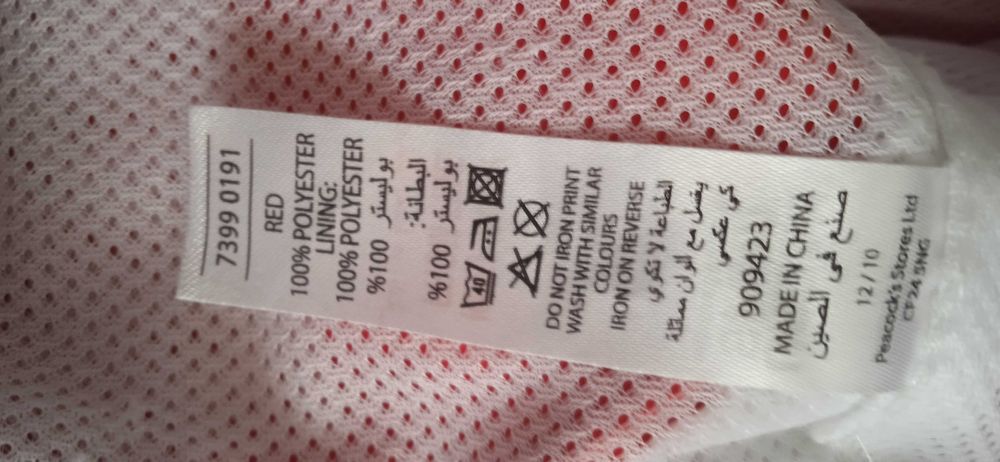 7399 0191
RED
100% POLYESTER
LINING:
100% POLYESTER
%100 بوليستر
البطانة:
%100 بوليستر
40
DO NOT IRON PRINT
WASH WITH SIMILAR
COLOURS
IRON ON REVERSE
الطباعة لا تكوي
يغسل مع الوان مماثلة
كي عكسي
909423
MADE IN CHINA
صنع في الصين
12 / 10
Peacock's Stores Ltd
CF24 5NG